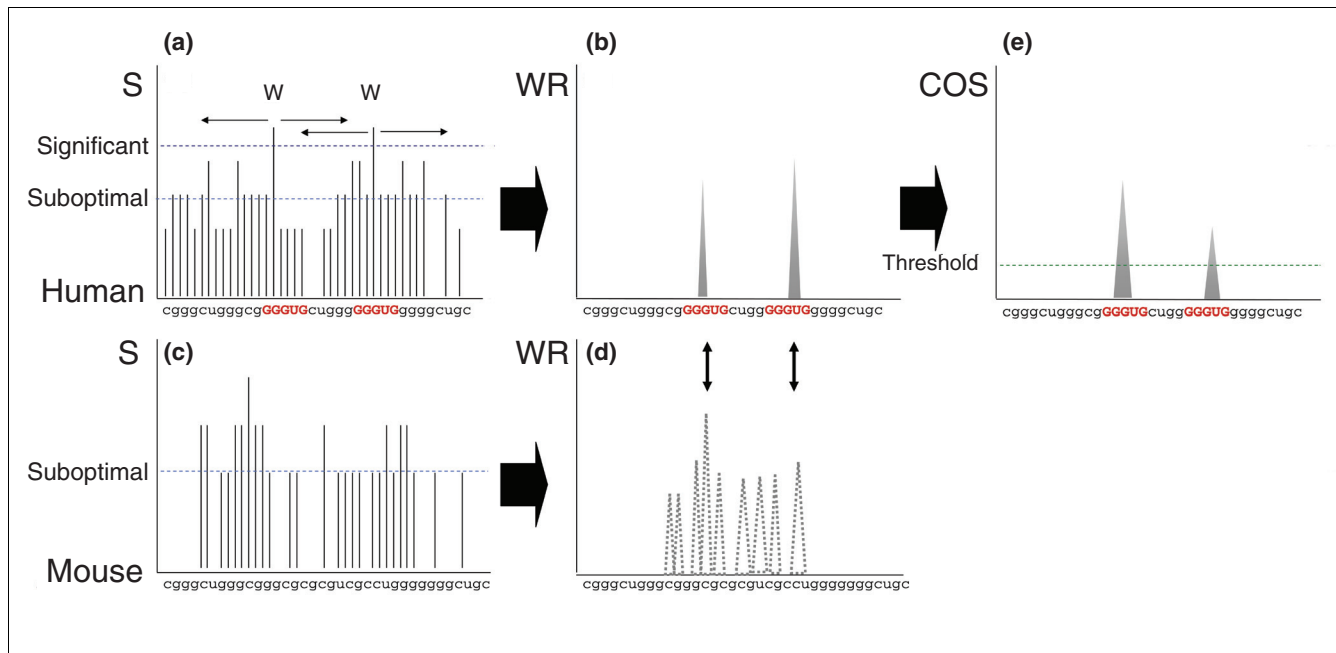 (a)
S
W W
Significant
Suboptimal
Human
cgggcugggcgGGGUGcugggGGGUGggggcugc
(b)
WR
cgggcugggcgGGGUGcuggGGGUGggggcugc
(e)
COS
Threshold
cgggcugggcgGGGUGcuggGGGUGggggcugc
(c)
S
Suboptimal
Mouse
cgggcugggcgggcgcgcgucgccugggggggcugc
(d)
WR
cgggcugggcgggcgcgcgucgccugggggggcugc